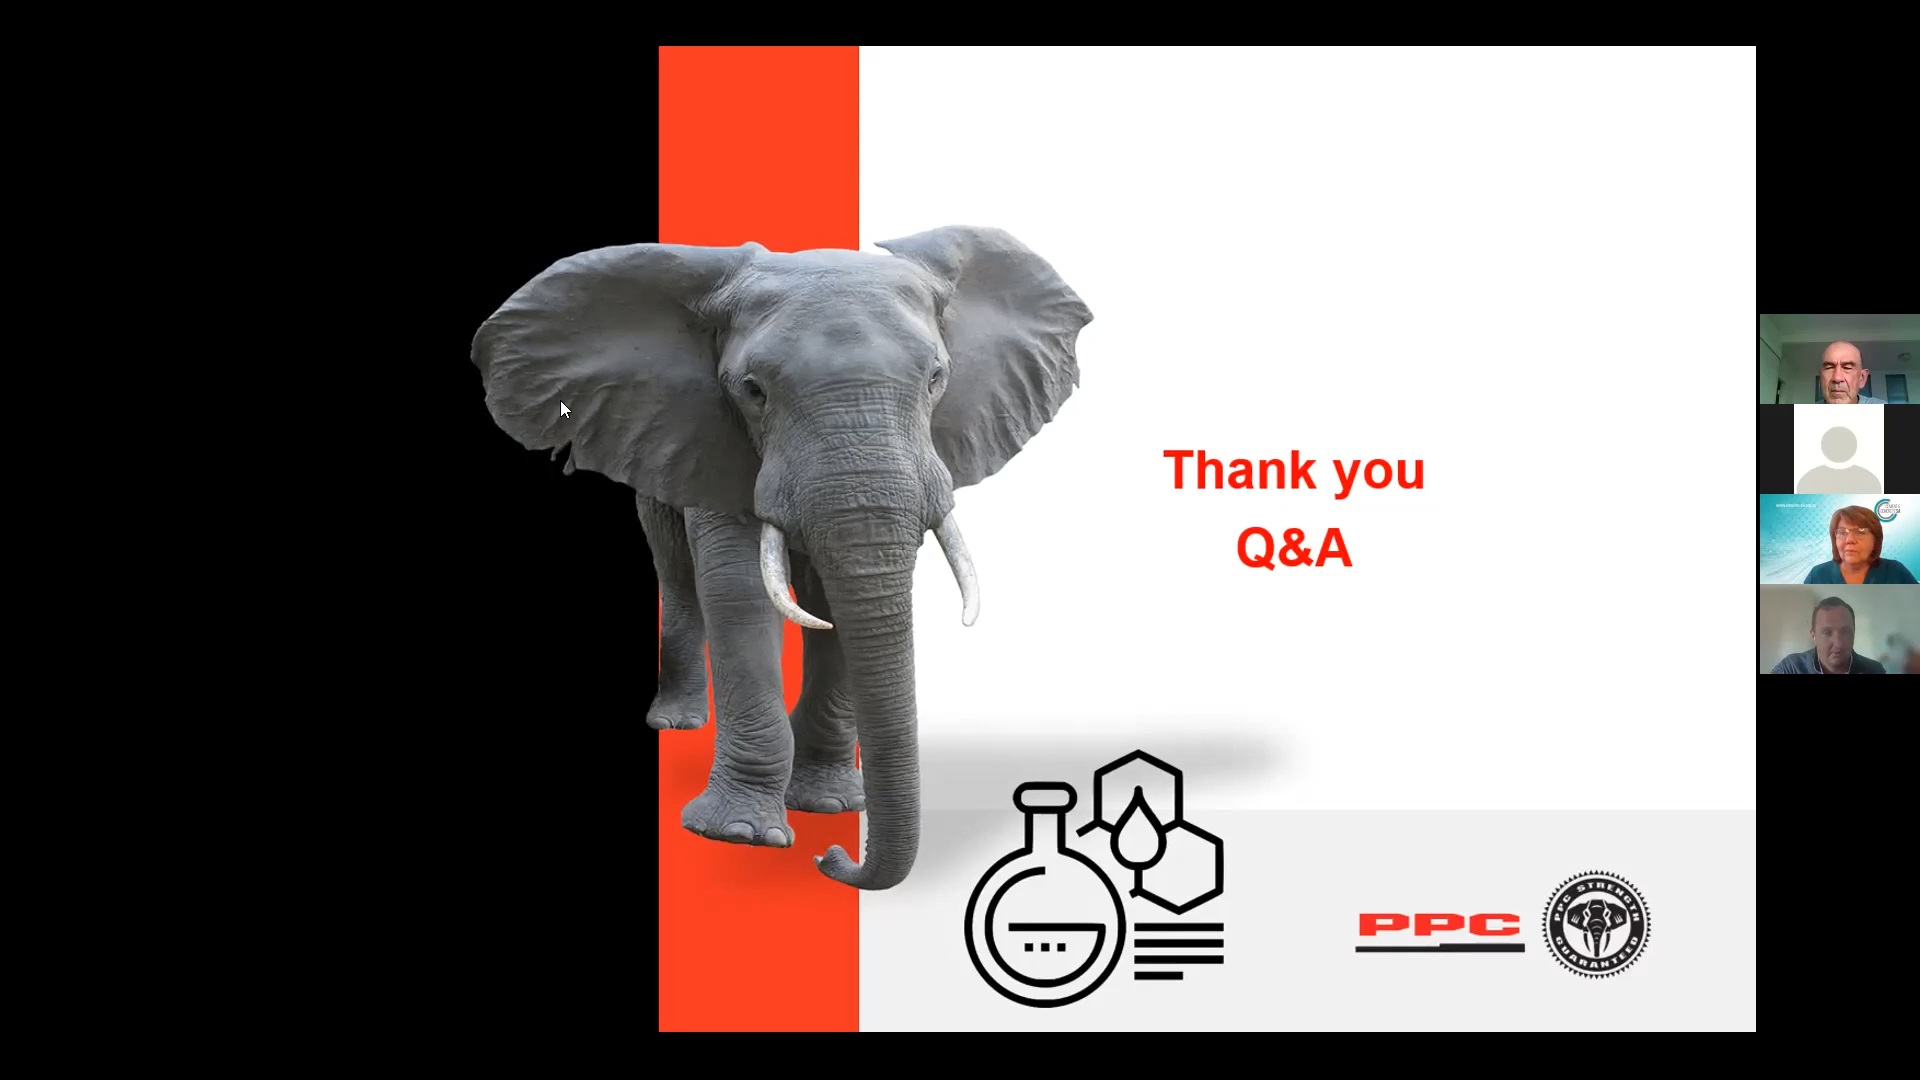 Thank you
Q&A
PPC
PPC STRENGTH
GUARANTEED